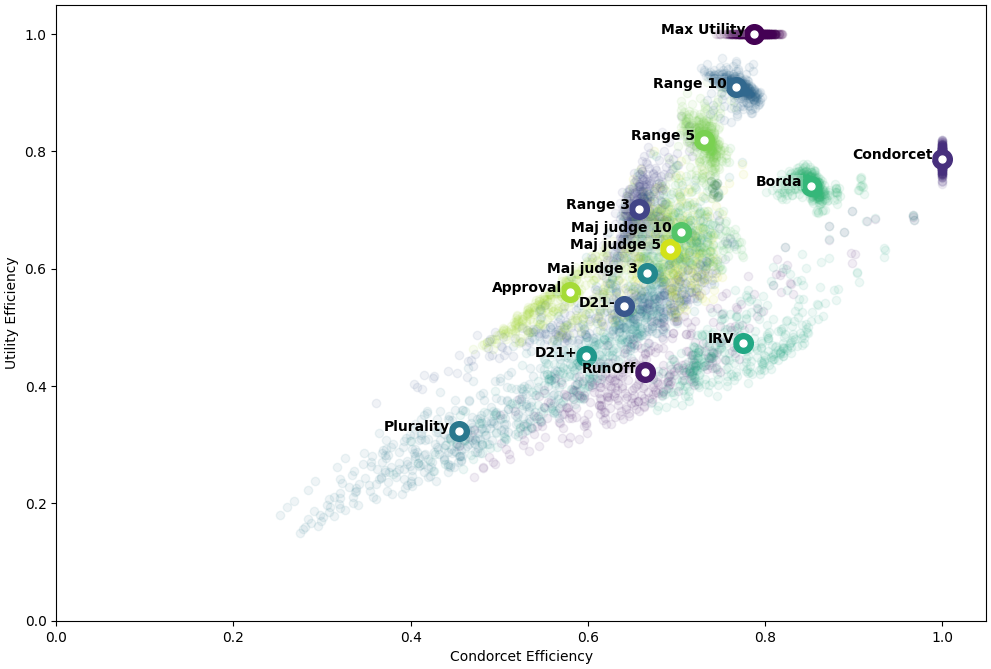 1.0
Max Utility
Range 10
0.8
Range 5
Condorcet
Borda
Range 3
Maj judge 10
Maj judge 5
0.6
Maj judge 3
Approval
D21-
IRV
D21+
RunOff
0.4
Plurality
0.2
0.0
Utility Efficiency
0.0 0.2 0.4 0.6 0.8 1.0
Condorcet Efficiency